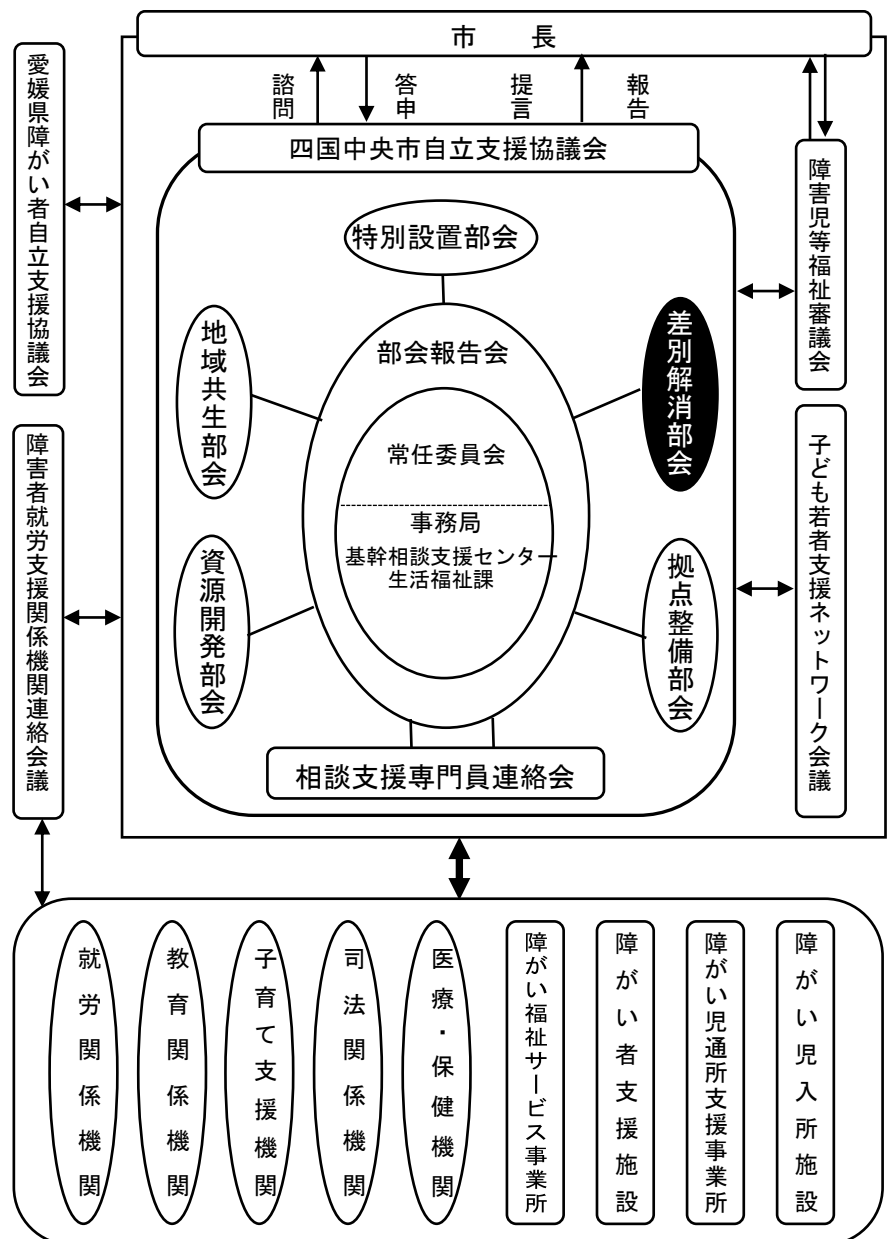 市長
諮問
答申
提言
報告
四国中央市自立支援協議会
愛媛県障がい者自立支援協議会
障害者就労支援関係機関連絡会議
障害児等福祉審議会
子ども若者支援ネットワーク会議
特別設置部会
地域共生部会
差別解消部会
資源開発部会
拠点整備部会
部会報告会
常任委員会
事務局
基幹相談支援センター
生活福祉課
相談支援専門員連絡会
就労関係機関
教育関係機関
子育て支援機関
司法関係機関
医療・保健機関
障がい福祉サービス事業所
障がい者支援施設
障がい児通所支援事業所
障がい児入所施設